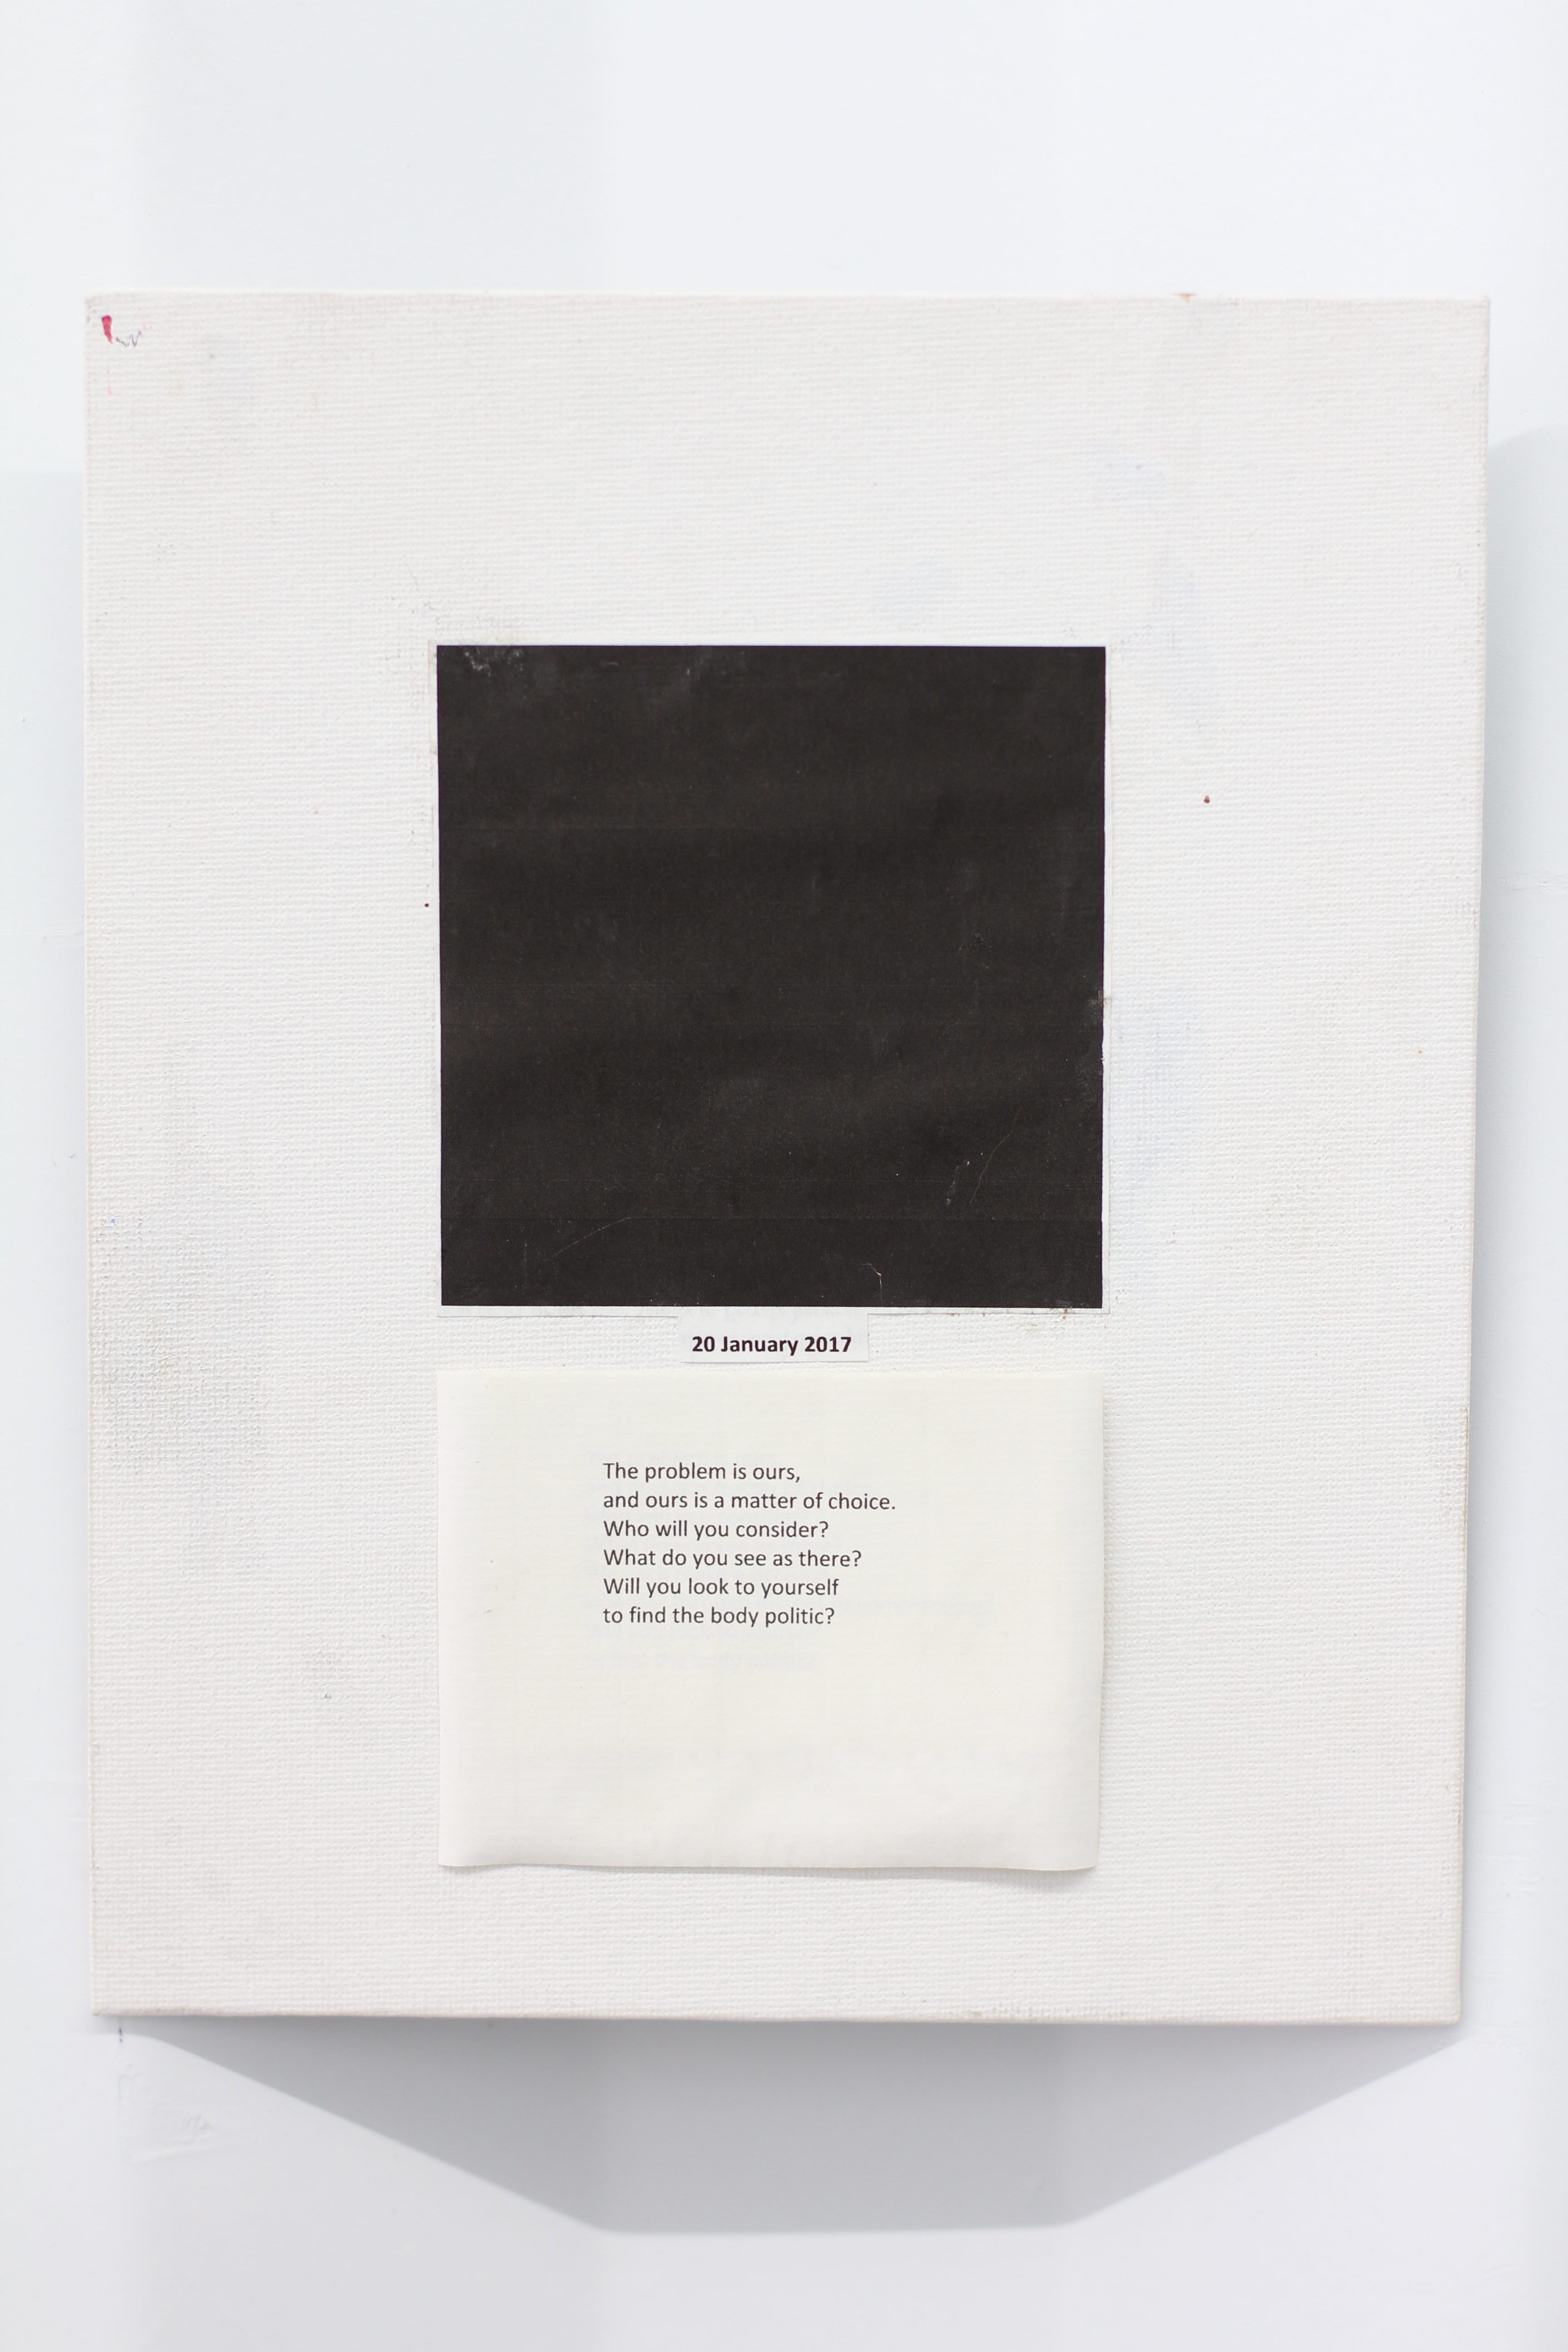 20 January 2017
The problem is ours,
and ours is a matter of choice.
Who will you consider?
What do you see as there?
Will you look to yourself
to find the body politic?